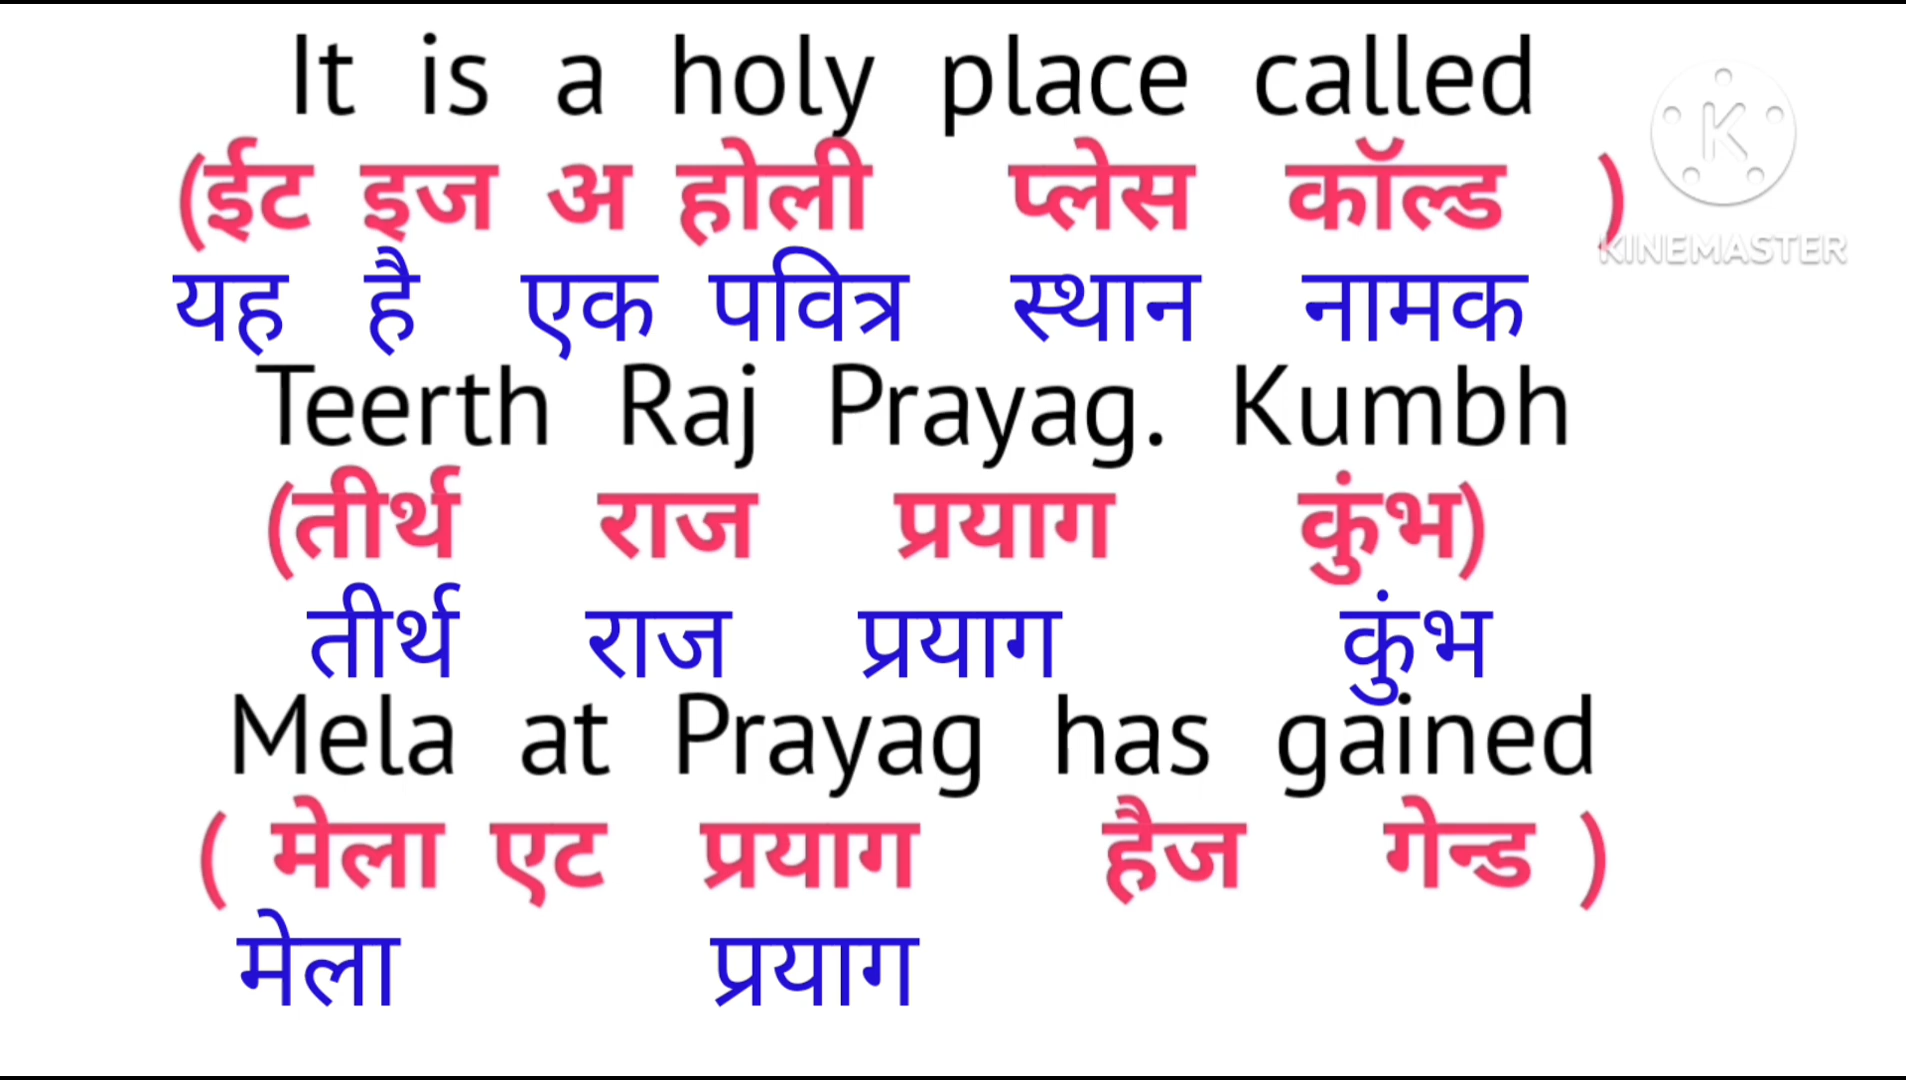 It is a holy place called
(ईट इज अ होली प्लेस कॉल्ड )
यह है एक पवित्र स्थान नामक
Teerth Raj Prayag. Kumbh
(तीर्थ राज प्रयाग कुंभ)
तीर्थ राज प्रयाग कुंभ
Mela at Prayag has gained
( मेला एट प्रयाग हैज गेन्ड )
मेला प्रयाग
K
KINEMASTER